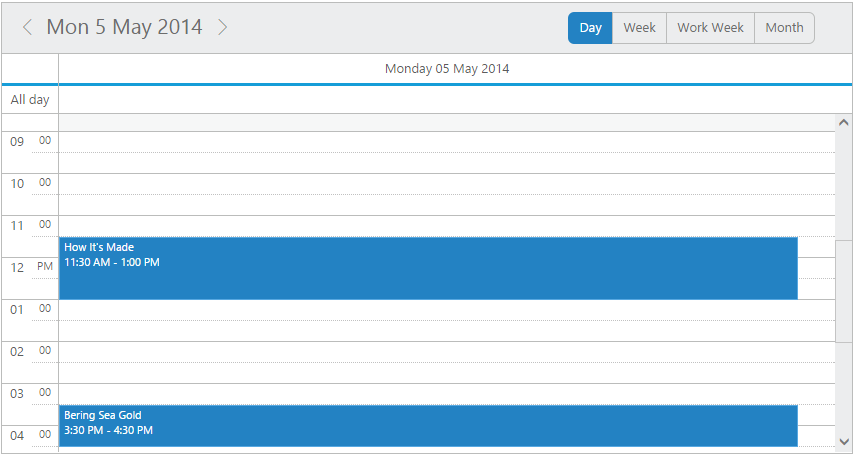 Mon 5 May 2014
Day Week Work Week Month
Monday 05 May 2014
All day
09 00
10 00
11 00
How It's Made
11:30 AM - 1:00 PM
12 PM
01 00
02 00
03 00
Bering Sea Gold
3:30 PM - 4:30 PM
04 00